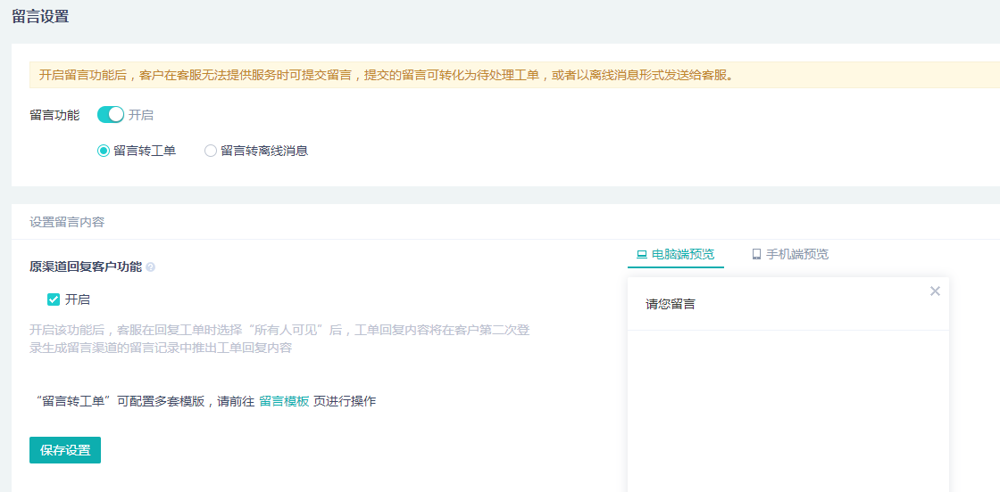 留言设置
开启留言功能后，客户在客服无法提供服务时可提交留言，提交的留言可转化为待处理工单，或者以离线消息形式发送给客服。
留言功能 开启
留言转工单 留言转离线消息
设置留言内容
电脑端预览 手机端预览
原渠道回复客户功能 ?
开启
请您留言
开启该功能后，客服在回复工单时选择“所有人可见”后，工单回复内容将在客户第二次登
录生成留言渠道的留言记录中推出工单回复内容
“留言转工单”可配置多套模版，请前往 留言模板 页进行操作
保存设置